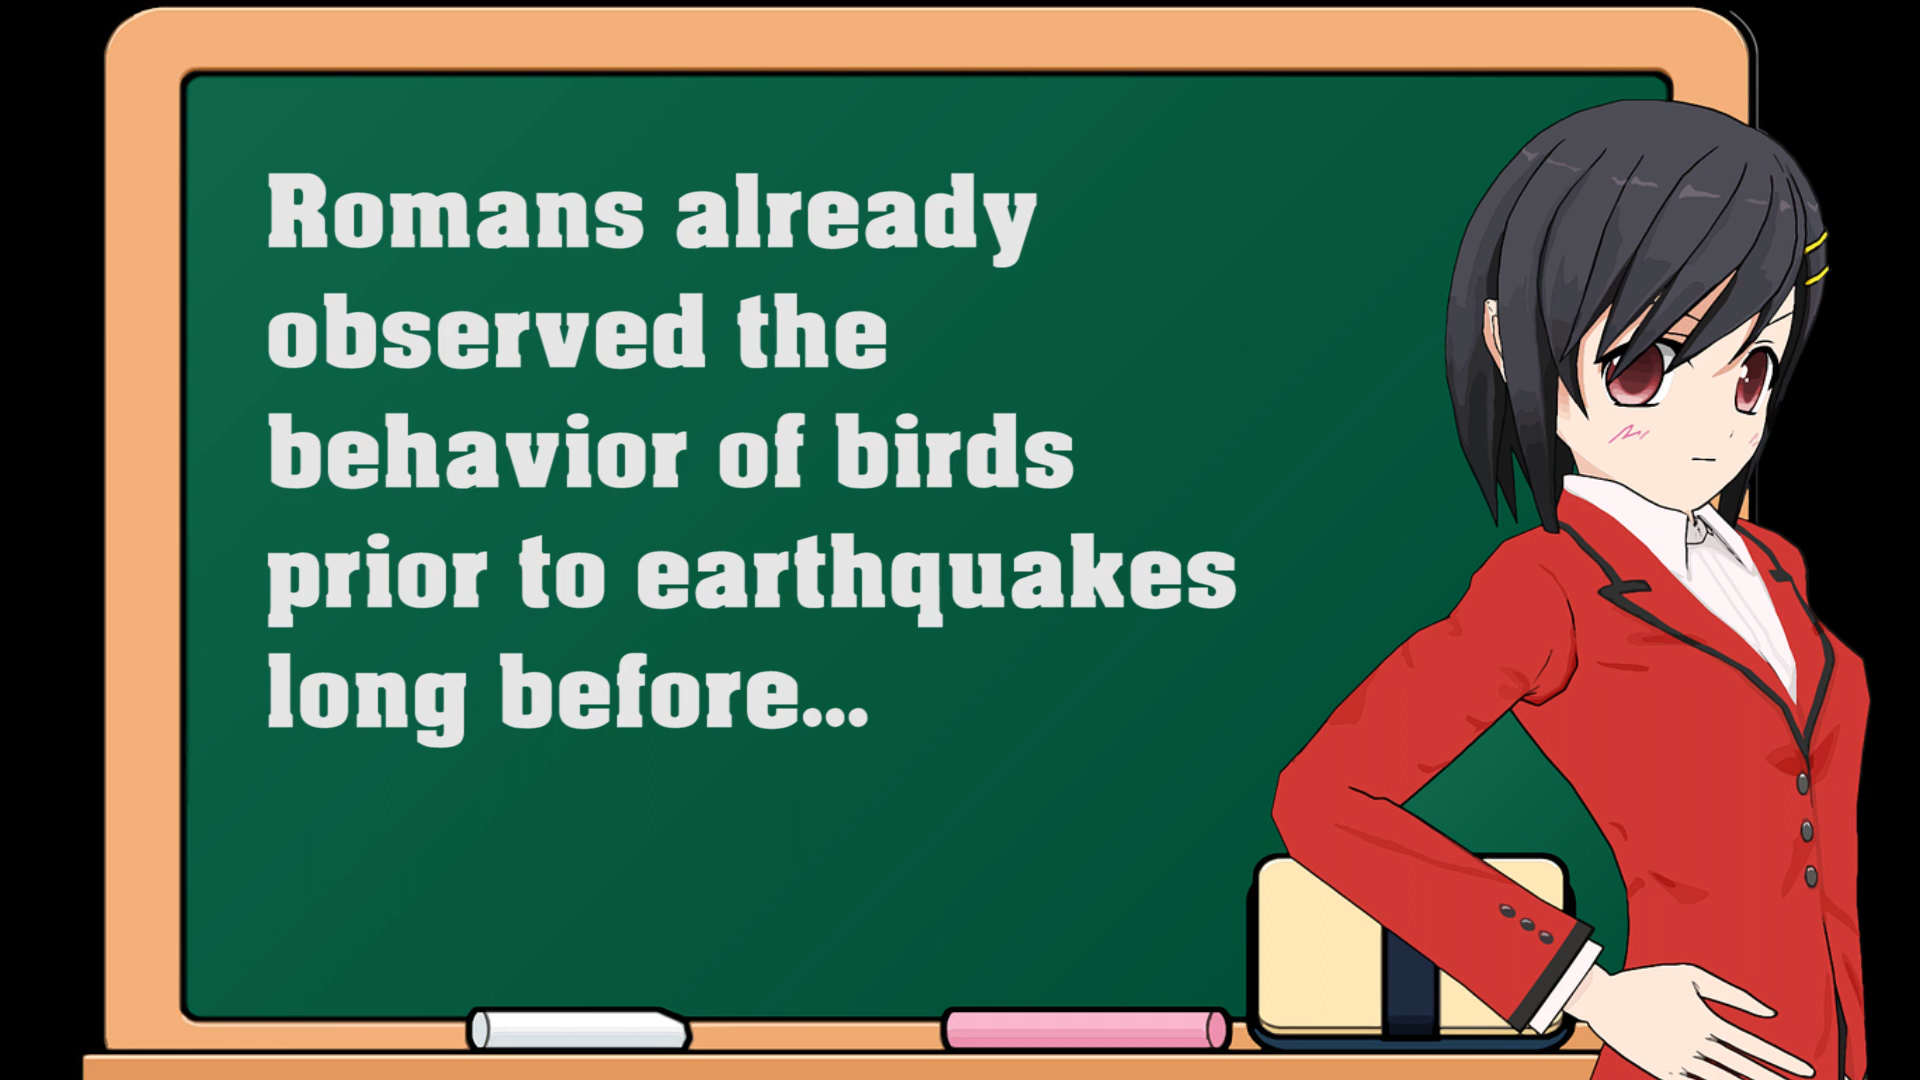 Romans already
observed the
behavior of birds
prior to earthquakes
long before...